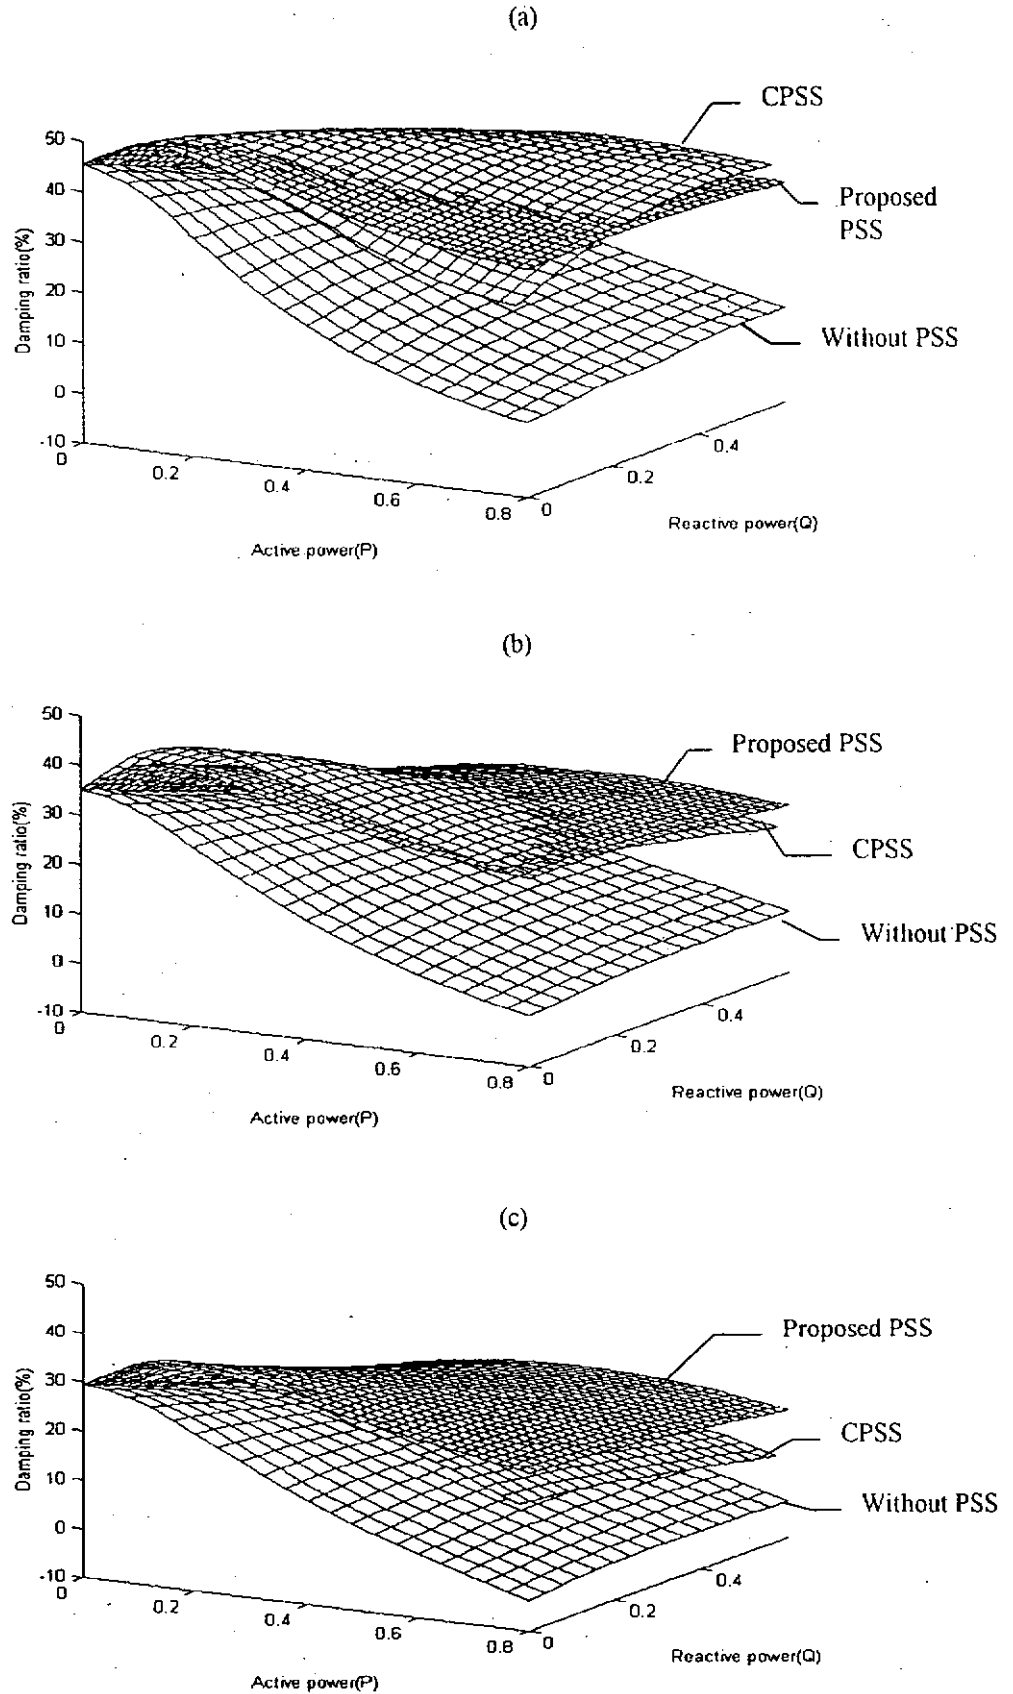 (a)
CPSS
Proposed
PSS
Without PSS
50
40
30
20
10
0
-10
Damping ratio(%)
0
0.2
0.4
0.6
0.8
Active power(P)
0
0.2
0.4
Reactive power(Q)
(b)
Proposed PSS
CPSS
Without PSS
50
40
30
20
10
0
-10
Damping ratio(%)
0
0.2
0.4
0.6
0.8
Active power(P)
0
0.2
0.4
Reactive power(Q)
(c)
Proposed PSS
CPSS
Without PSS
50
40
30
20
10
0
-10
Damping ratio(%)
0
0.2
0.4
0.6
0.8
Active power(P)
0
0.2
0.4
Reactive power(Q)